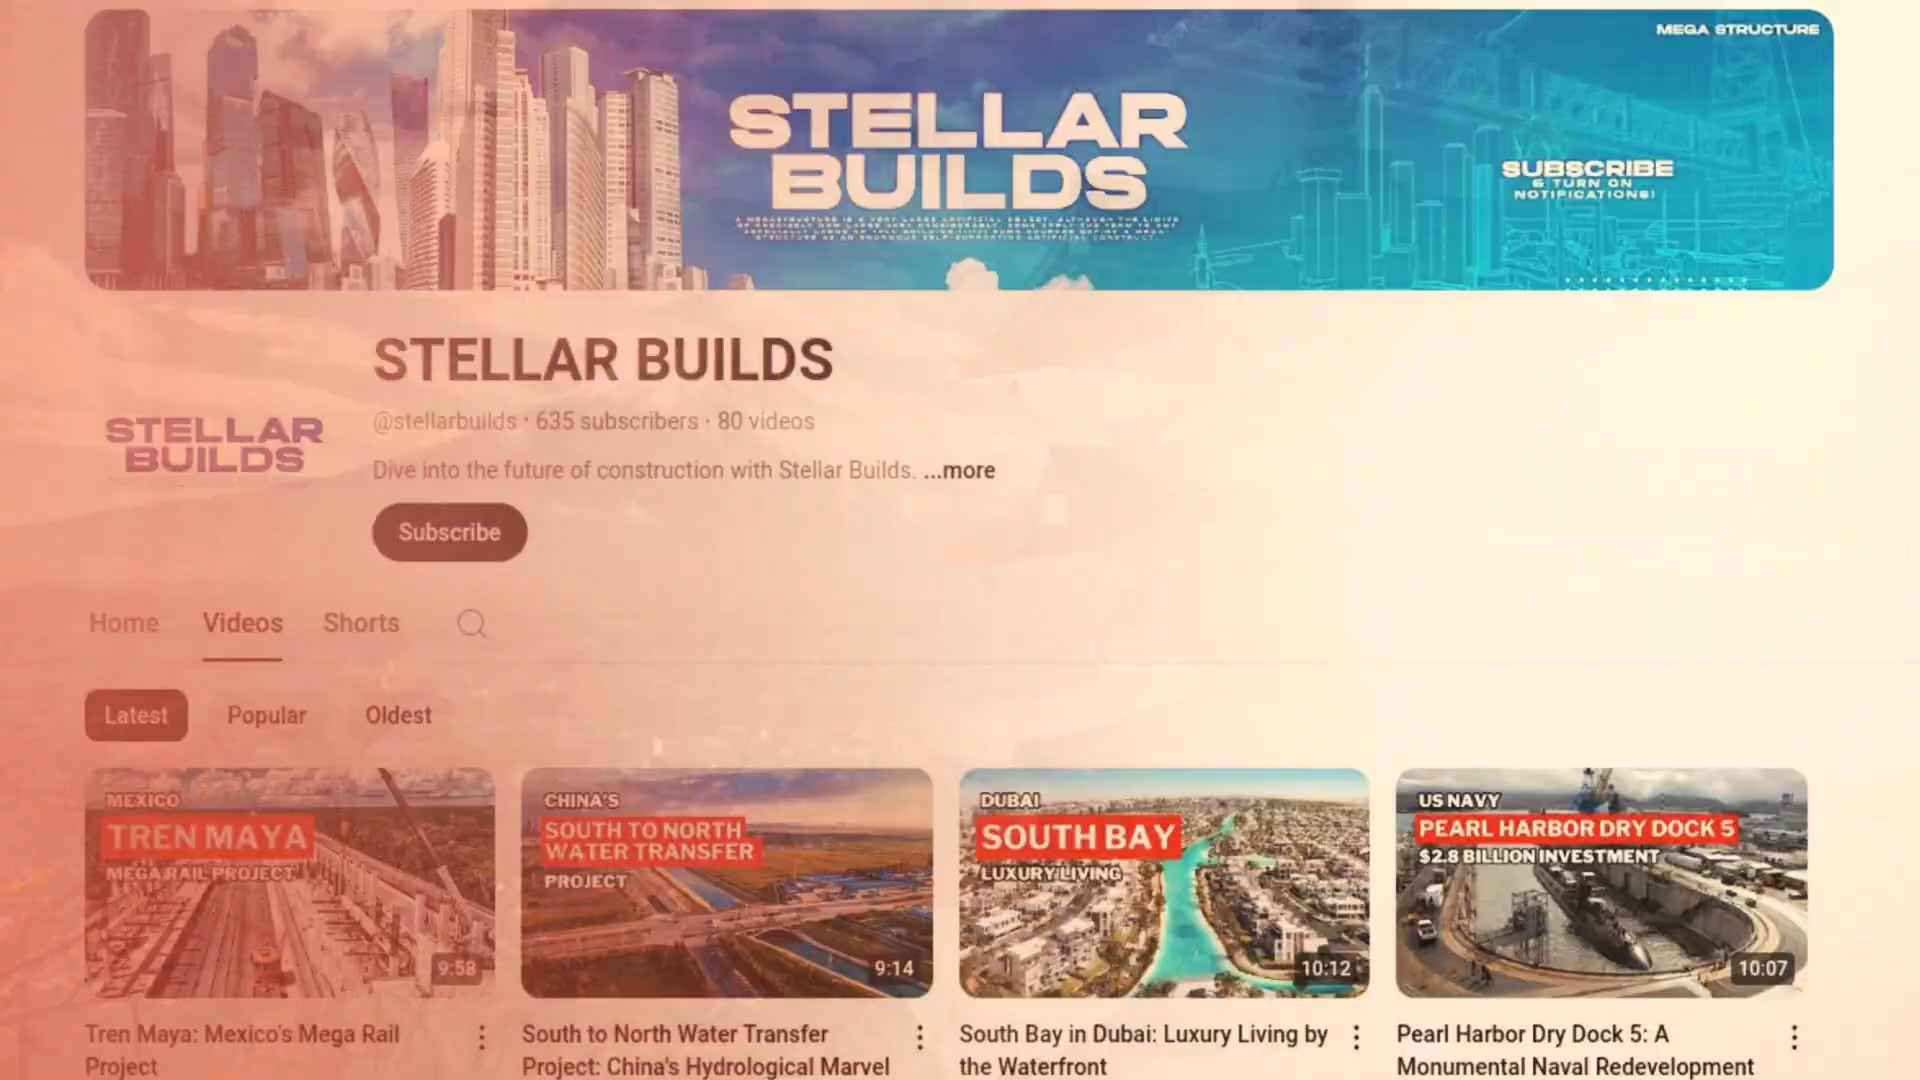 MEGA STRUCTURE
STELLAR
BUILDS
SUBSCRIBE
& TURN ON
NOTIFICATIONS!
STELLAR BUILDS
@stellarbuilds · 635 subscribers · 80 videos
STELLAR
BUILDS
Dive into the future of construction with Stellar Builds. ...more
Subscribe
Home Videos Shorts
Latest Popular Oldest
MEXICO
TREN MAYA
MEGA RAIL PROJECT
9:58
CHINA'S
SOUTH TO NORTH
WATER TRANSFER
PROJECT
9:14
DUBAI
SOUTH BAY
LUXURY LIVING
10:12
US NAVY
PEARL HARBOR DRY DOCK 5
$2.8 BILLION INVESTMENT
10:07
Tren Maya: Mexico's Mega Rail
Project
South to North Water Transfer
Project: China's Hydrological Marvel
South Bay in Dubai: Luxury Living by
the Waterfront
Pearl Harbor Dry Dock 5: A
Monumental Naval Redevelopment